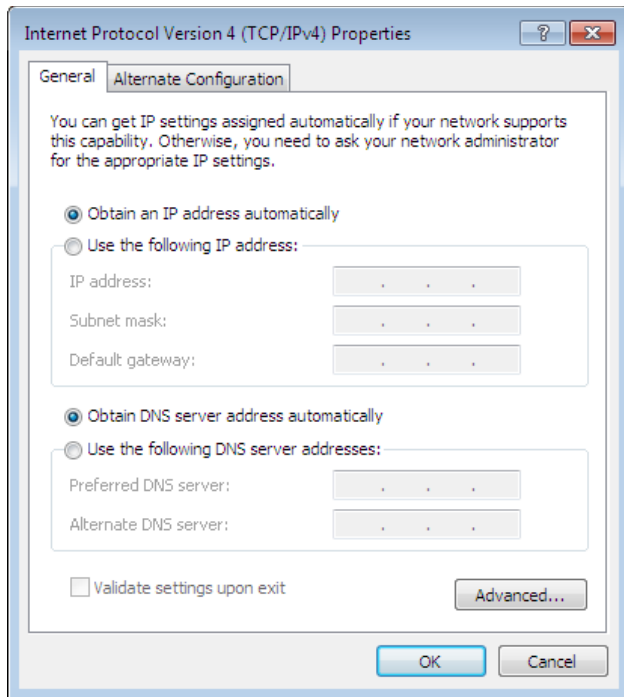 Internet Protocol Version 4 (TCP/IPv4) Properties
?
General
Alternate Configuration
You can get IP settings assigned automatically if your network supports
this capability. Otherwise, you need to ask your network administrator
for the appropriate IP settings.
Obtain an IP address automatically
Use the following IP address:
IP address:
. . .
Subnet mask:
. . .
Default gateway:
. . .
Obtain DNS server address automatically
Use the following DNS server addresses:
Preferred DNS server:
. . .
Alternate DNS server:
. . .
Validate settings upon exit
Advanced...
OK
Cancel